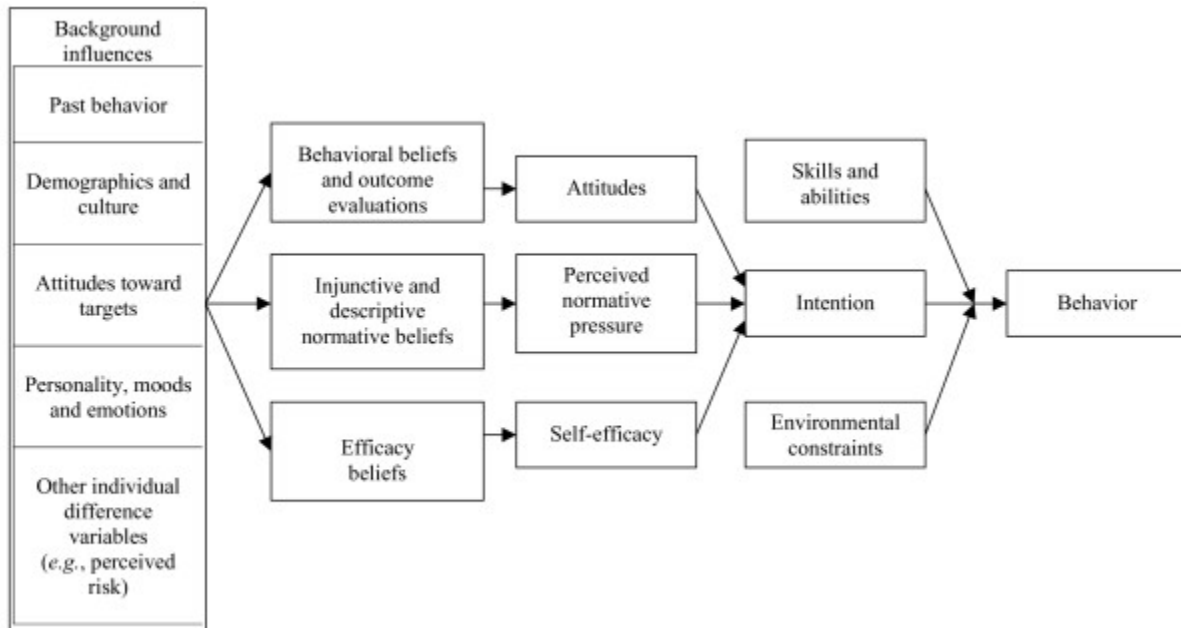 Background
influences
Past behavior
Demographics and
culture
Attitudes toward
targets
Personality, moods
and emotions
Other individual
difference
variables
(e.g., perceived
risk)
Behavioral beliefs
and outcome
evaluations
Injunctive and
descriptive
normative beliefs
Efficacy
beliefs
Attitudes
Perceived
normative
pressure
Self-efficacy
Skills and
abilities
Intention
Environmental
constraints
Behavior